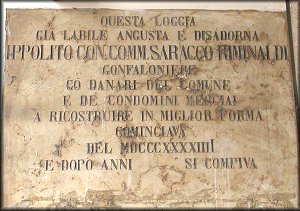 QUESTA LOGGIA
GIÀ LABILE ANGUSTA E DISADORNA
IPPOLITO CON. COMM. SARACCO RIMINALDI
GONFALONIERE
CO DANARI DEL COMUNE
E DE CONDOMINI MERCIAI
A RICOSTRUIRE IN MIGLIOR FORMA
COMINCIAVA
DEL MDCCCXXXXIIII
E DOPO ANNI SI COMPIVA